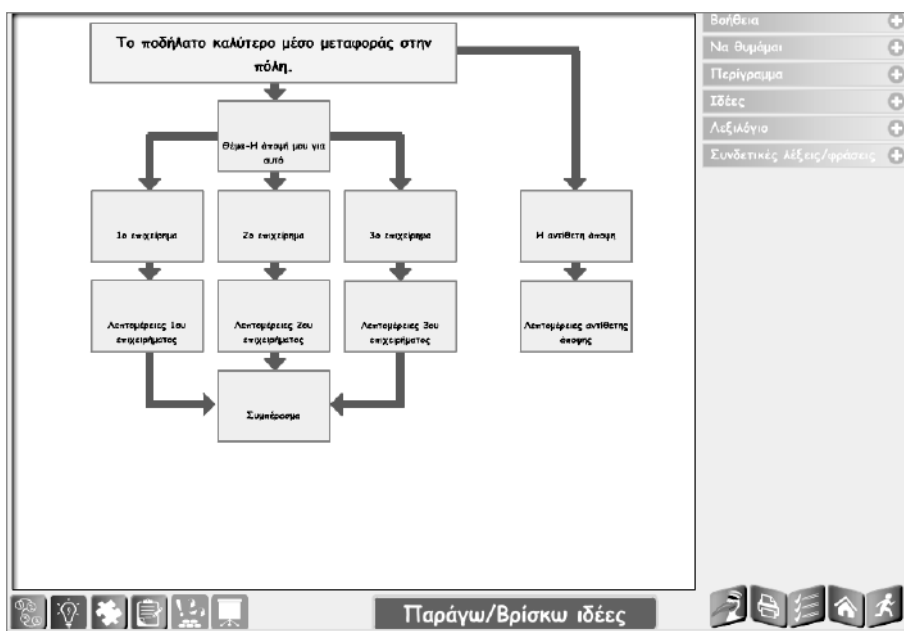 Το ποδήλατο καλύτερο μέσο μεταφοράς στην
πόλη.
Θέμα-Η άποψή μου για
αυτό
1ο επιχείρημα
2ο επιχείρημα
3ο επιχείρημα
Η αντίθετη άποψη
Λεπτομέρειες 1ου
επιχειρήματος
Λεπτομέρειες 2ου
επιχειρήματος
Λεπτομέρειες 3ου
επιχειρήματος
Λεπτομέρειες αντίθετης
άποψης
Συμπέρασμα
Βοήθεια
Να θυμάμαι
Περίγραμμα
Ιδέες
Λεξιλόγιο
Συνδετικές λέξεις/φράσεις
Παράγω/Βρίσκω ιδέες